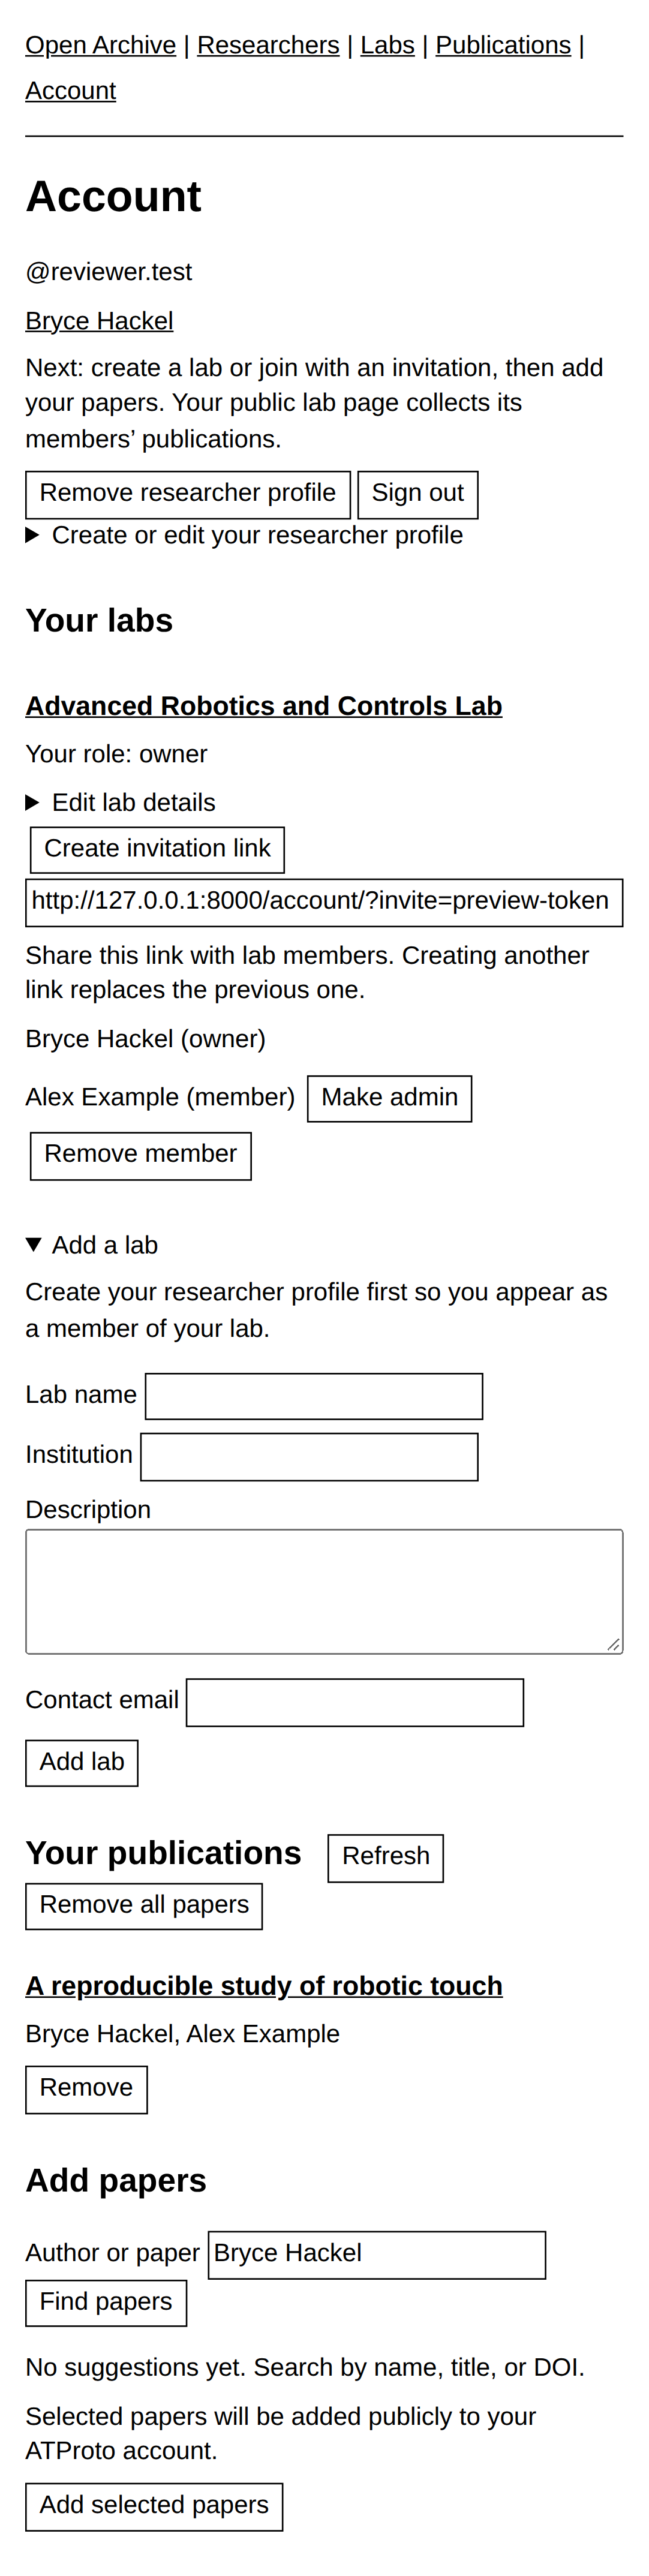 Open Archive | Researchers | Labs | Publications |
Account
Account
@reviewer.test
Bryce Hackel
Next: create a lab or join with an invitation, then add
your papers. Your public lab page collects its
members’ publications.
Remove researcher profile Sign out
Create or edit your researcher profile
Your labs
Advanced Robotics and Controls Lab
Your role: owner
Edit lab details
Create invitation link
http://127.0.0.1:8000/account/?invite=preview-token
Share this link with lab members. Creating another
link replaces the previous one.
Bryce Hackel (owner)
Alex Example (member) Make admin
Remove member
Add a lab
Create your researcher profile first so you appear as
a member of your lab.
Lab name
Institution
Description
Contact email
Add lab
Your publications Refresh
Remove all papers
A reproducible study of robotic touch
Bryce Hackel, Alex Example
Remove
Add papers
Author or paper Bryce Hackel
Find papers
No suggestions yet. Search by name, title, or DOI.
Selected papers will be added publicly to your
ATProto account.
Add selected papers